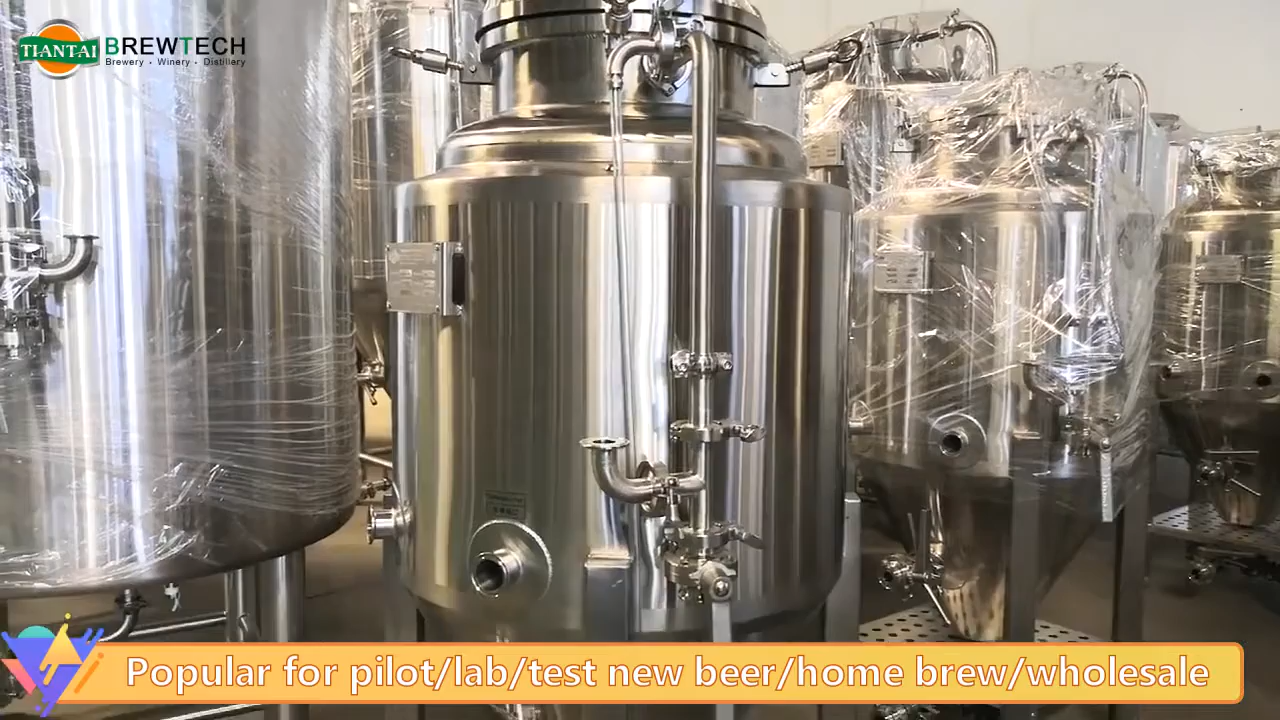 TIANTAI
BREWTECH
Brewery • Winery • Distillery
Popular for pilot/lab/test new beer/home brew/wholesale